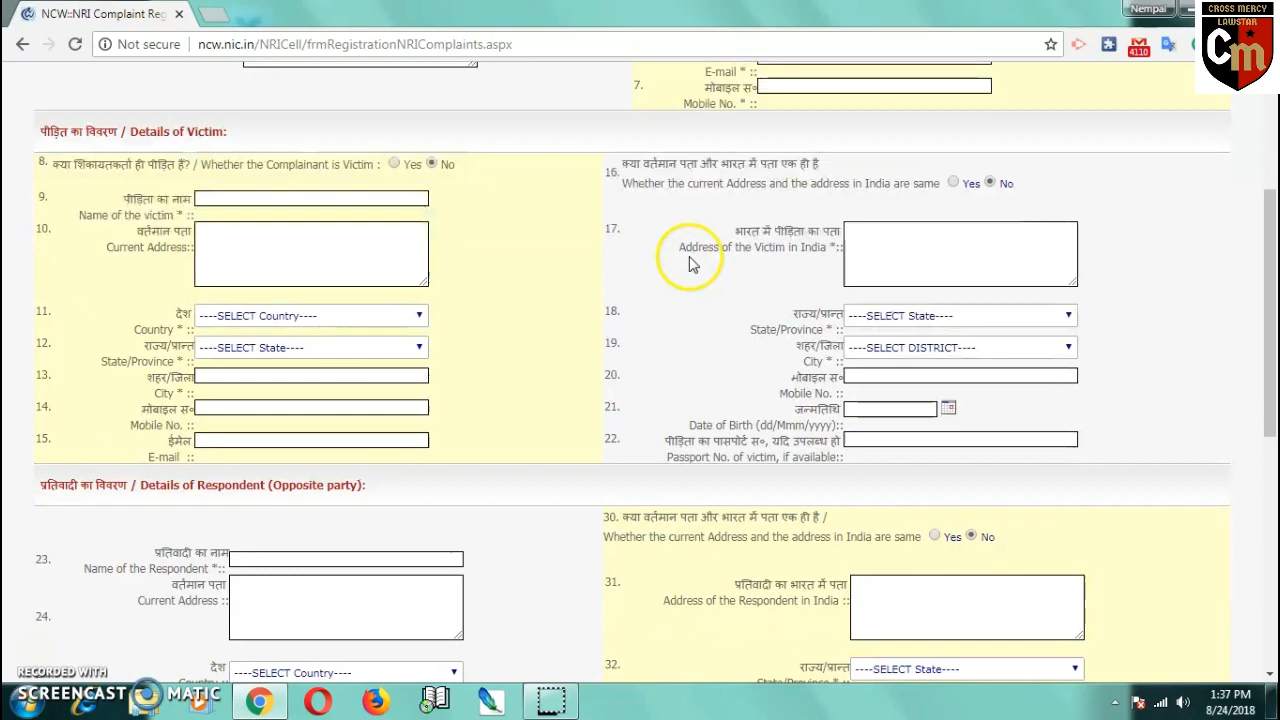 NCW::NRI Complaint Reg
Nempal
CROSS MERCY
LAWSTAR
Cm
Not secure
ncw.nic.in/NRICell/frmRegistrationNRIComplaints.aspx
4110
E-mail * ::
7. मोबाइल स॰
Mobile No. * ::
पीड़ित का विवरण / Details of Victim:
8. क्या शिकायतकर्ता ही पीड़ित हैं? / Whether the Complainant is Victim : Yes No
9. पीड़िता का नाम
Name of the victim * ::
10. वर्तमान पता
Current Address::
11. देश ----SELECT Country----
Country * ::
12. राज्य/प्रान्त ----SELECT State----
State/Province * ::
13. शहर/जिला
City * ::
14. मोबाइल स॰
Mobile No. ::
15. ईमेल
E-mail ::
16. क्या वर्तमान पता और भारत में पता एक ही है
Whether the current Address and the address in India are same Yes No
17. भारत में पीड़िता का पता
Address of the Victim in India *::
18. राज्य/प्रान्त ----SELECT State----
State/Province * ::
19. शहर/जिला ----SELECT DISTRICT----
City * ::
20. मोबाइल स॰
Mobile No. ::
21. जन्मतिथि
Date of Birth (dd/Mmm/yyyy)::
22. पीड़िता का पासपोर्ट स॰, यदि उपलब्ध हो
Passport No. of victim, if available::
प्रतिवादी का विवरण / Details of Respondent (Opposite party):
23. प्रतिवादी का नाम
Name of the Respondent *::
24. वर्तमान पता
Current Address ::
देश ----SELECT Country----
30. क्या वर्तमान पता और भारत में पता एक ही है /
Whether the current Address and the address in India are same Yes No
31. प्रतिवादी का भारत में पता
Address of the Respondent in India ::
32. राज्य/प्रान्त ----SELECT State----
RECORDED WITH
SCREENCAST MATIC
1:37 PM
8/24/2018